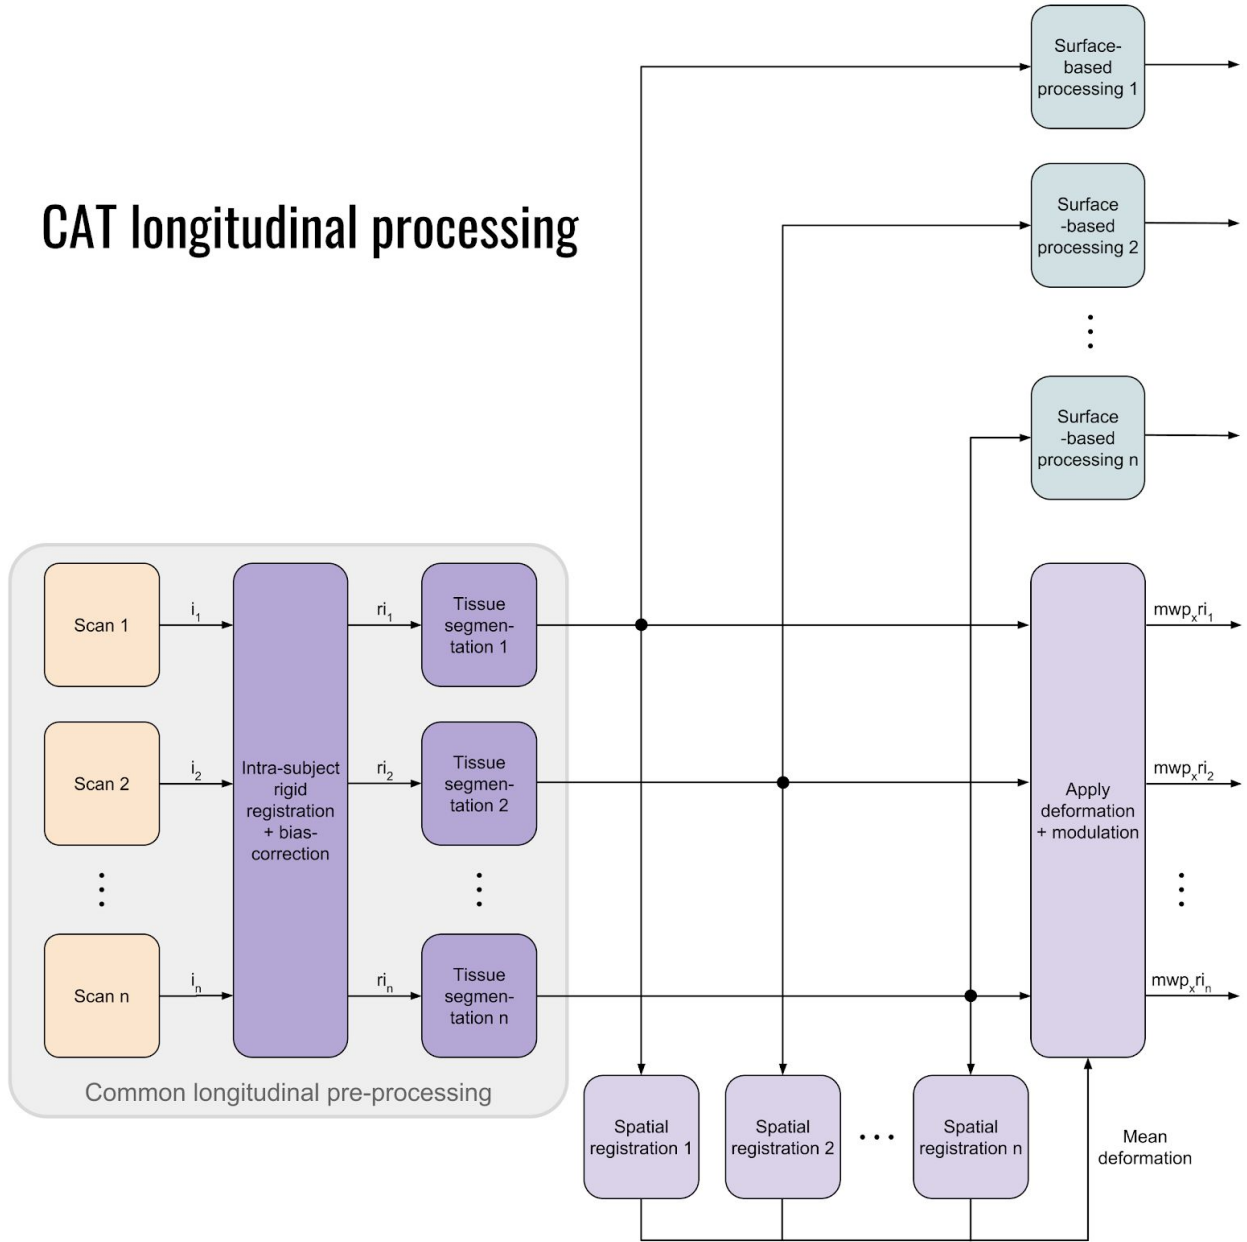 Surface-
based
processing 1
CAT longitudinal processing
Surface
-based
processing 2
Surface
-based
processing n
Scan 1
i1
Intra-subject
rigid
registration
+ bias-
correction
ri1
Tissue
segmen-
tation 1
Scan 2
i2
ri2
Tissue
segmen-
tation 2
Scan n
in
rin
Tissue
segmen-
tation n
Common longitudinal pre-processing
Apply
deformation
+ modulation
mwpxri1
mwpxri2
mwpxrin
Spatial
registration 1
Spatial
registration 2
Spatial
registration n
Mean
deformation